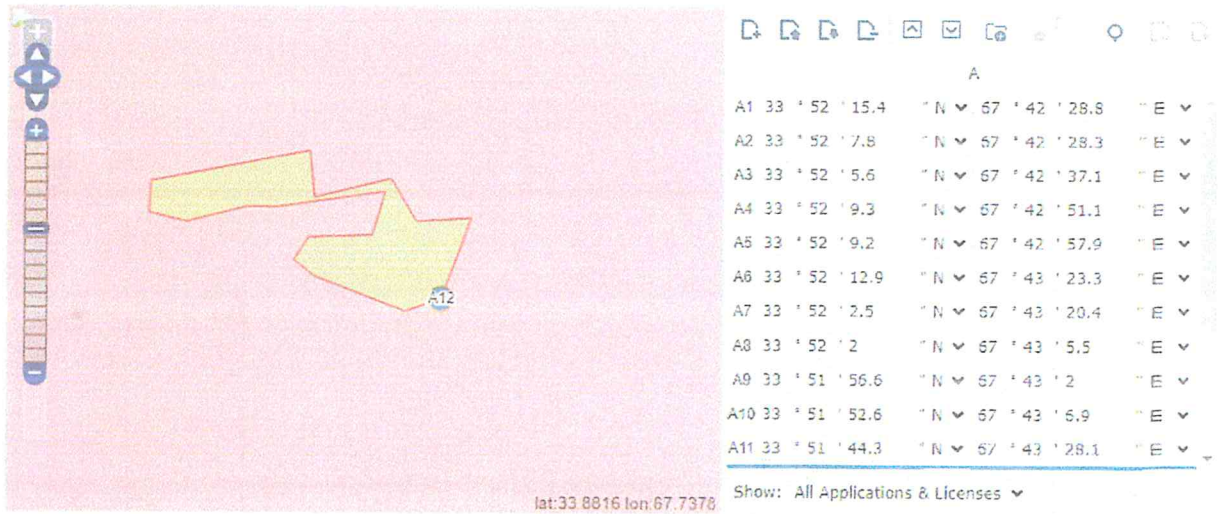 A
A1 33 ° 52 ' 15.4 " N 67 ° 42 ' 28.8 " E
A2 33 ° 52 ' 7.8 " N 67 ° 42 ' 28.3 " E
A3 33 ° 52 ' 5.6 " N 67 ° 42 ' 37.1 " E
A4 33 ° 52 ' 9.3 " N 67 ° 42 ' 51.1 " E
A5 33 ° 52 ' 9.2 " N 67 ° 42 ' 57.9 " E
A6 33 ° 52 ' 12.9 " N 67 ° 43 ' 23.3 " E
A7 33 ° 52 ' 2.5 " N 67 ° 43 ' 20.4 " E
A8 33 ° 52 ' 2 " N 67 ° 43 ' 5.5 " E
A9 33 ° 51 ' 56.6 " N 67 ° 43 ' 2 " E
A10 33 ° 51 ' 52.6 " N 67 ° 43 ' 6.9 " E
A11 33 ° 51 ' 44.3 " N 67 ° 43 ' 28.1 " E
A12
lat:33.8816 lon:67.7378
Show: All Applications & Licenses